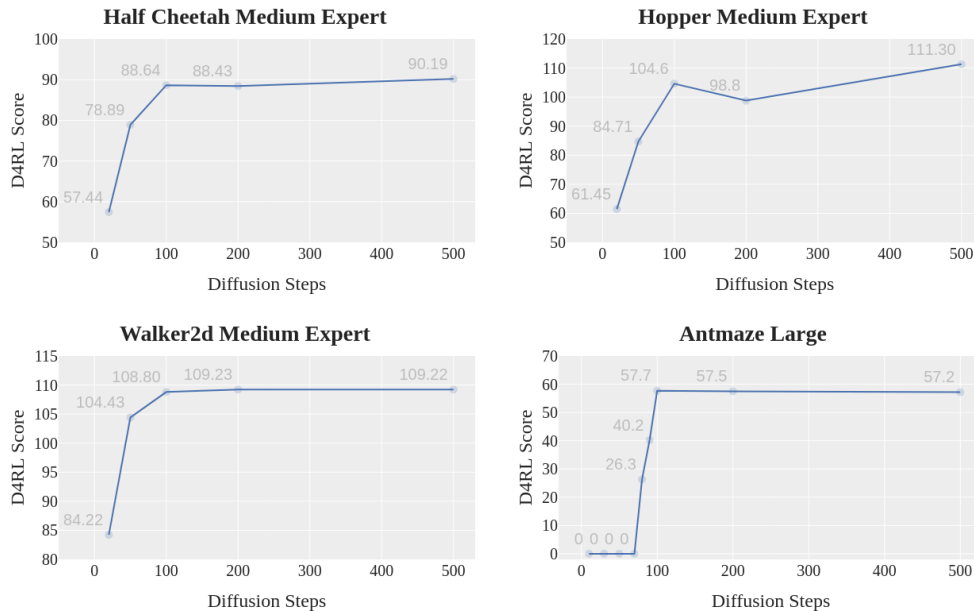 Half Cheetah Medium Expert
D4RL Score
100
90
80
70
60
50
57.44
78.89
88.64
88.43
90.19
0 100 200 300 400 500
Diffusion Steps
Hopper Medium Expert
D4RL Score
120
110
100
90
80
70
60
50
61.45
84.71
104.6
98.8
111.30
0 100 200 300 400 500
Diffusion Steps
Walker2d Medium Expert
D4RL Score
115
110
105
100
95
90
85
80
84.22
104.43
108.80
109.23
109.22
0 100 200 300 400 500
Diffusion Steps
Antmaze Large
D4RL Score
70
60
50
40
30
20
10
0
0 0 0 0
26.3
40.2
57.7
57.5
57.2
0 100 200 300 400 500
Diffusion Steps